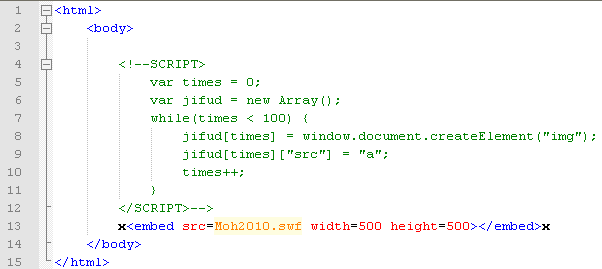 1 <html>
2 <body>
3
4 <!--SCRIPT>
5 var times = 0;
6 var jifud = new Array();
7 while(times < 100) {
8 jifud[times] = window.document.createElement("img");
9 jifud[times]["src"] = "a";
10 times++;
11 }
12 </SCRIPT>-->
13 x<embed src=Moh2010.swf width=500 height=500></embed>x
14 </body>
15 </html>